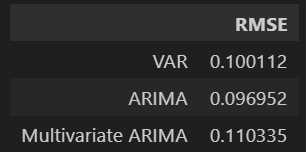 RMSE
VAR 0.100112
ARIMA 0.096952
Multivariate ARIMA 0.110335